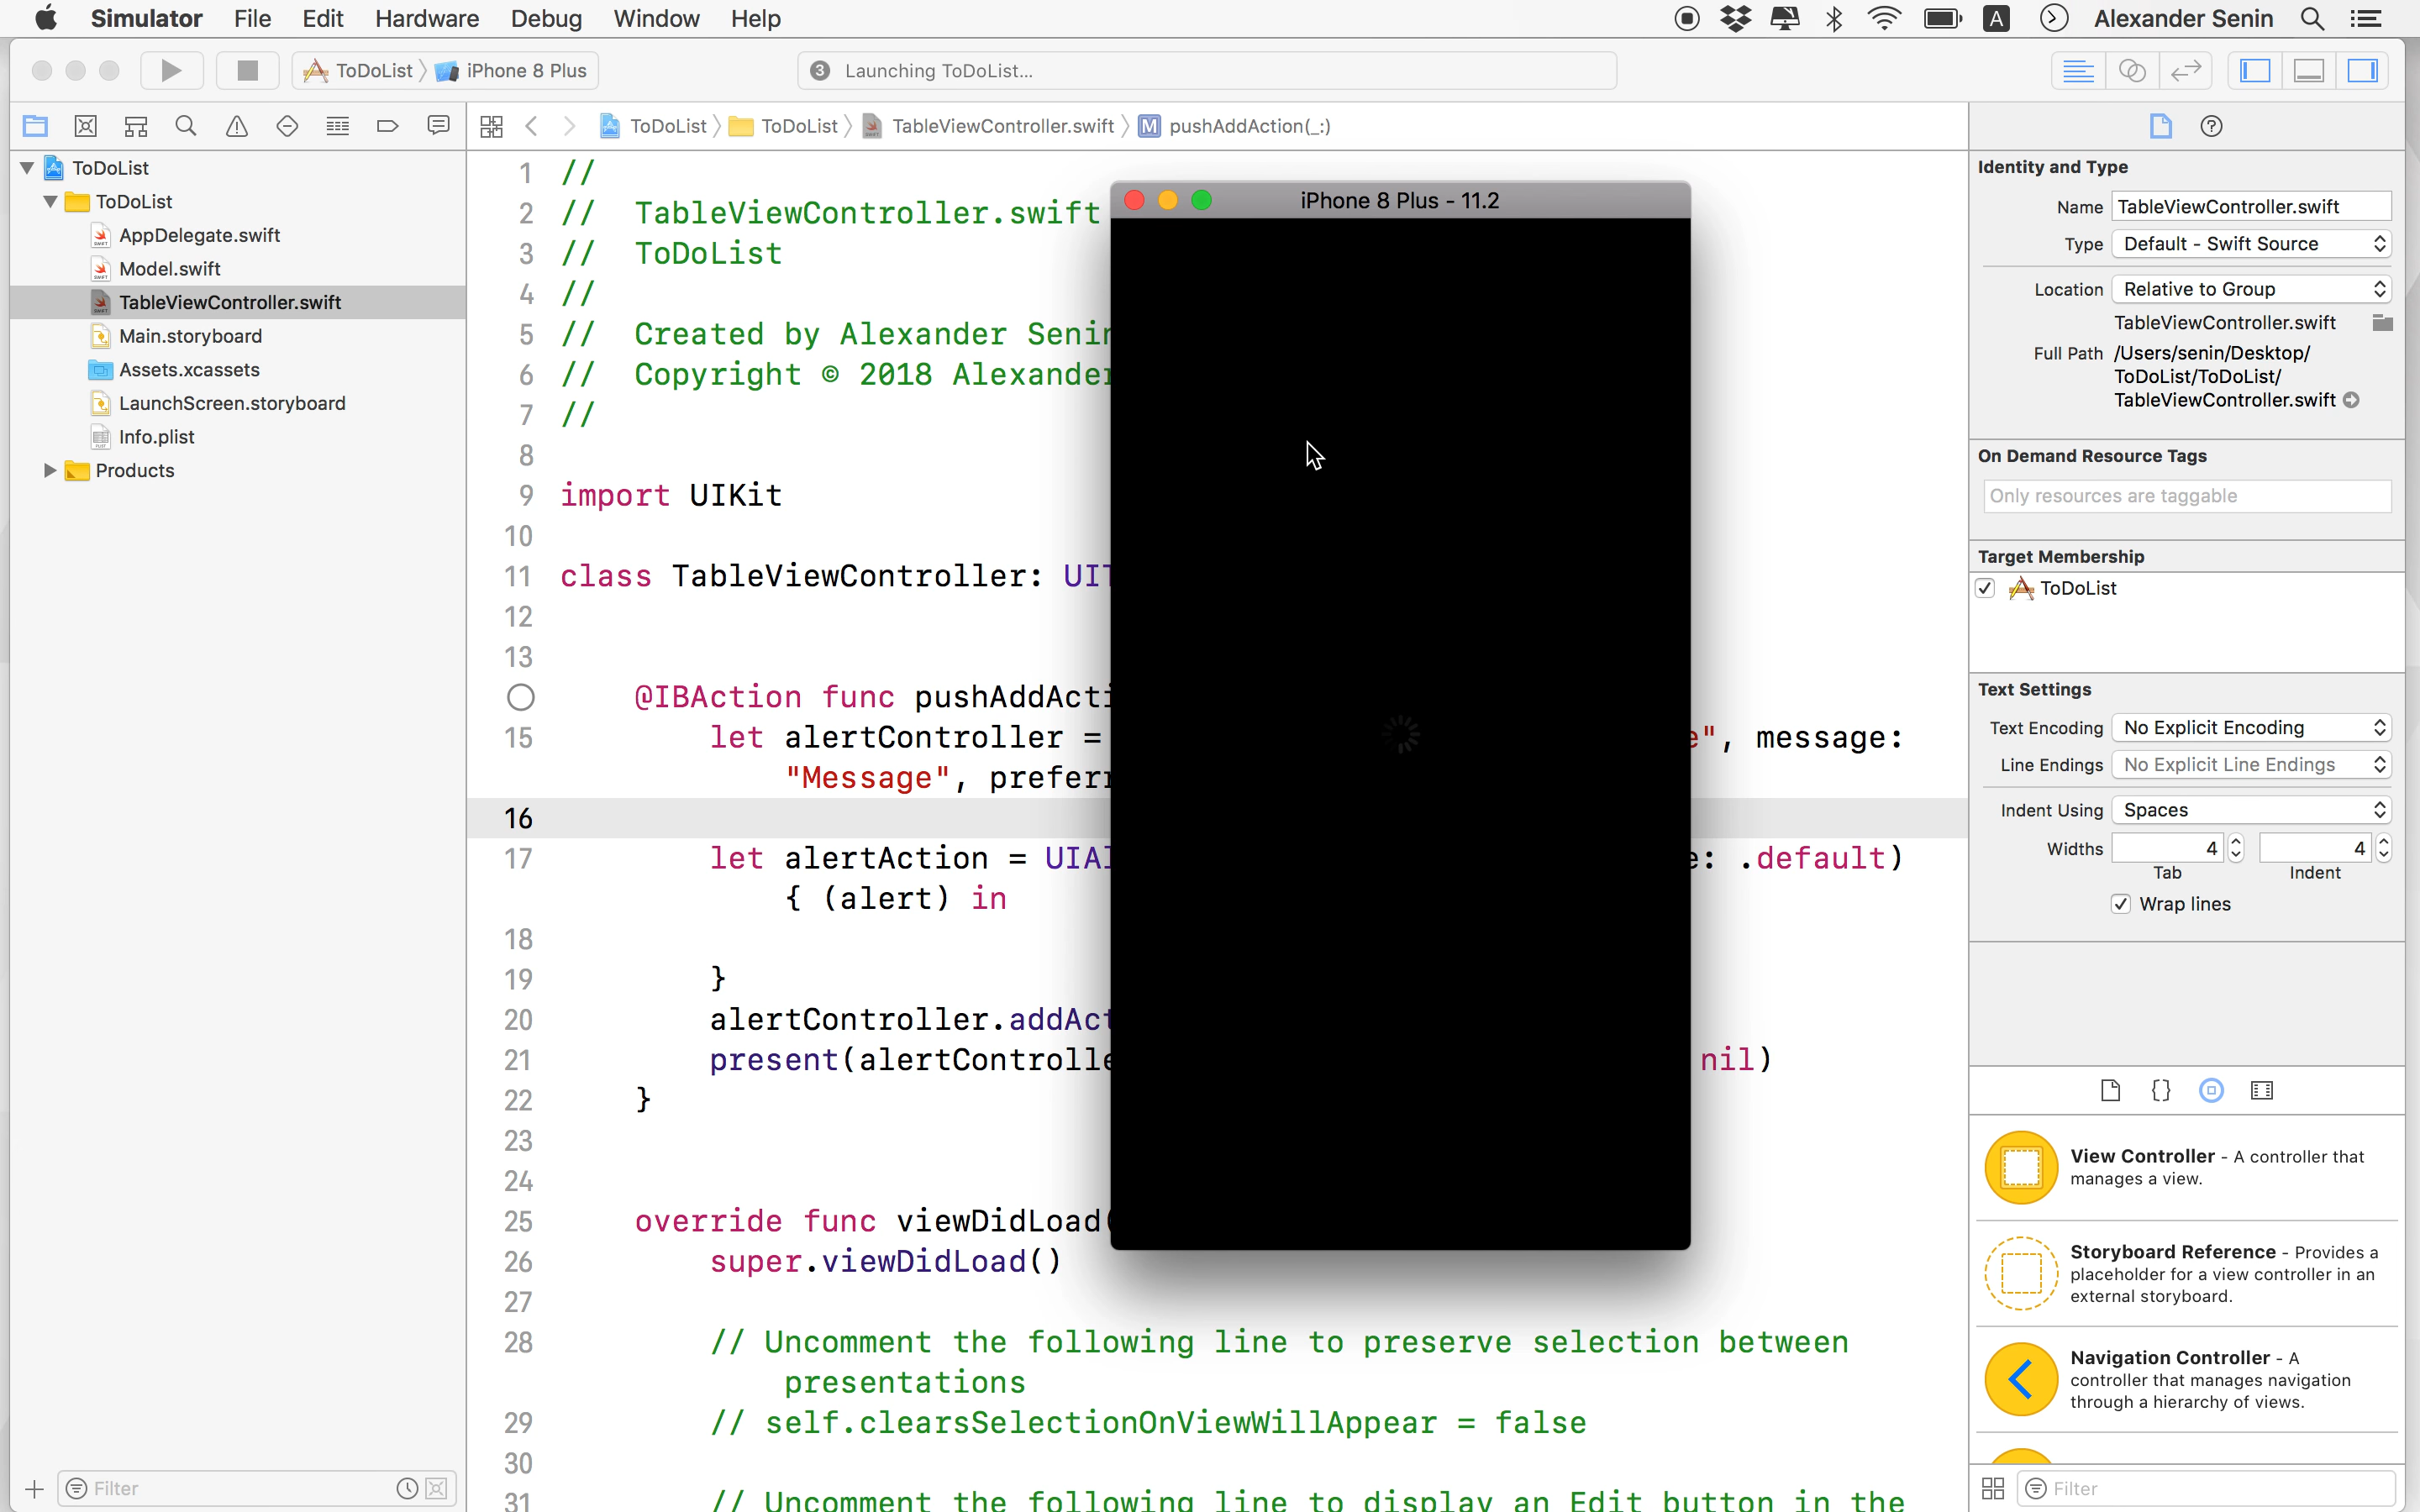 Simulator File Edit Hardware Debug Window Help A Alexander Senin
ToDoList iPhone 8 Plus 3 Launching ToDoList...
ToDoList ToDoList TableViewController.swift M pushAddAction(_:)
ToDoList
ToDoList
AppDelegate.swift
Model.swift
TableViewController.swift
Main.storyboard
Assets.xcassets
LaunchScreen.storyboard
Info.plist
Products
Filter
1 //
2 // TableViewController.swift
3 // ToDoList
4 //
5 // Created by Alexander Senin
6 // Copyright © 2018 Alexander
7 //
8
9 import UIKit
10
11 class TableViewController: UIT
12
13
@IBAction func pushAddActi
15 let alertController = e", message:
"Message", preferr
16
17 let alertAction = UIAl e: .default)
{ (alert) in
18
19 }
20 alertController.addAct
21 present(alertControlle nil)
22 }
23
24
25 override func viewDidLoad(
26 super.viewDidLoad()
27
28 // Uncomment the following line to preserve selection between
presentations
29 // self.clearsSelectionOnViewWillAppear = false
30
31 // Uncomment the following line to display an Edit button in the
iPhone 8 Plus - 11.2
Identity and Type
Name TableViewController.swift
Type Default - Swift Source
Location Relative to Group
TableViewController.swift
Full Path /Users/senin/Desktop/
ToDoList/ToDoList/
TableViewController.swift
On Demand Resource Tags
Only resources are taggable
Target Membership
ToDoList
Text Settings
Text Encoding No Explicit Encoding
Line Endings No Explicit Line Endings
Indent Using Spaces
Widths 4 4
Tab Indent
Wrap lines
{}
View Controller - A controller that
manages a view.
Storyboard Reference - Provides a
placeholder for a view controller in an
external storyboard.
Navigation Controller - A
controller that manages navigation
through a hierarchy of views.
Filter